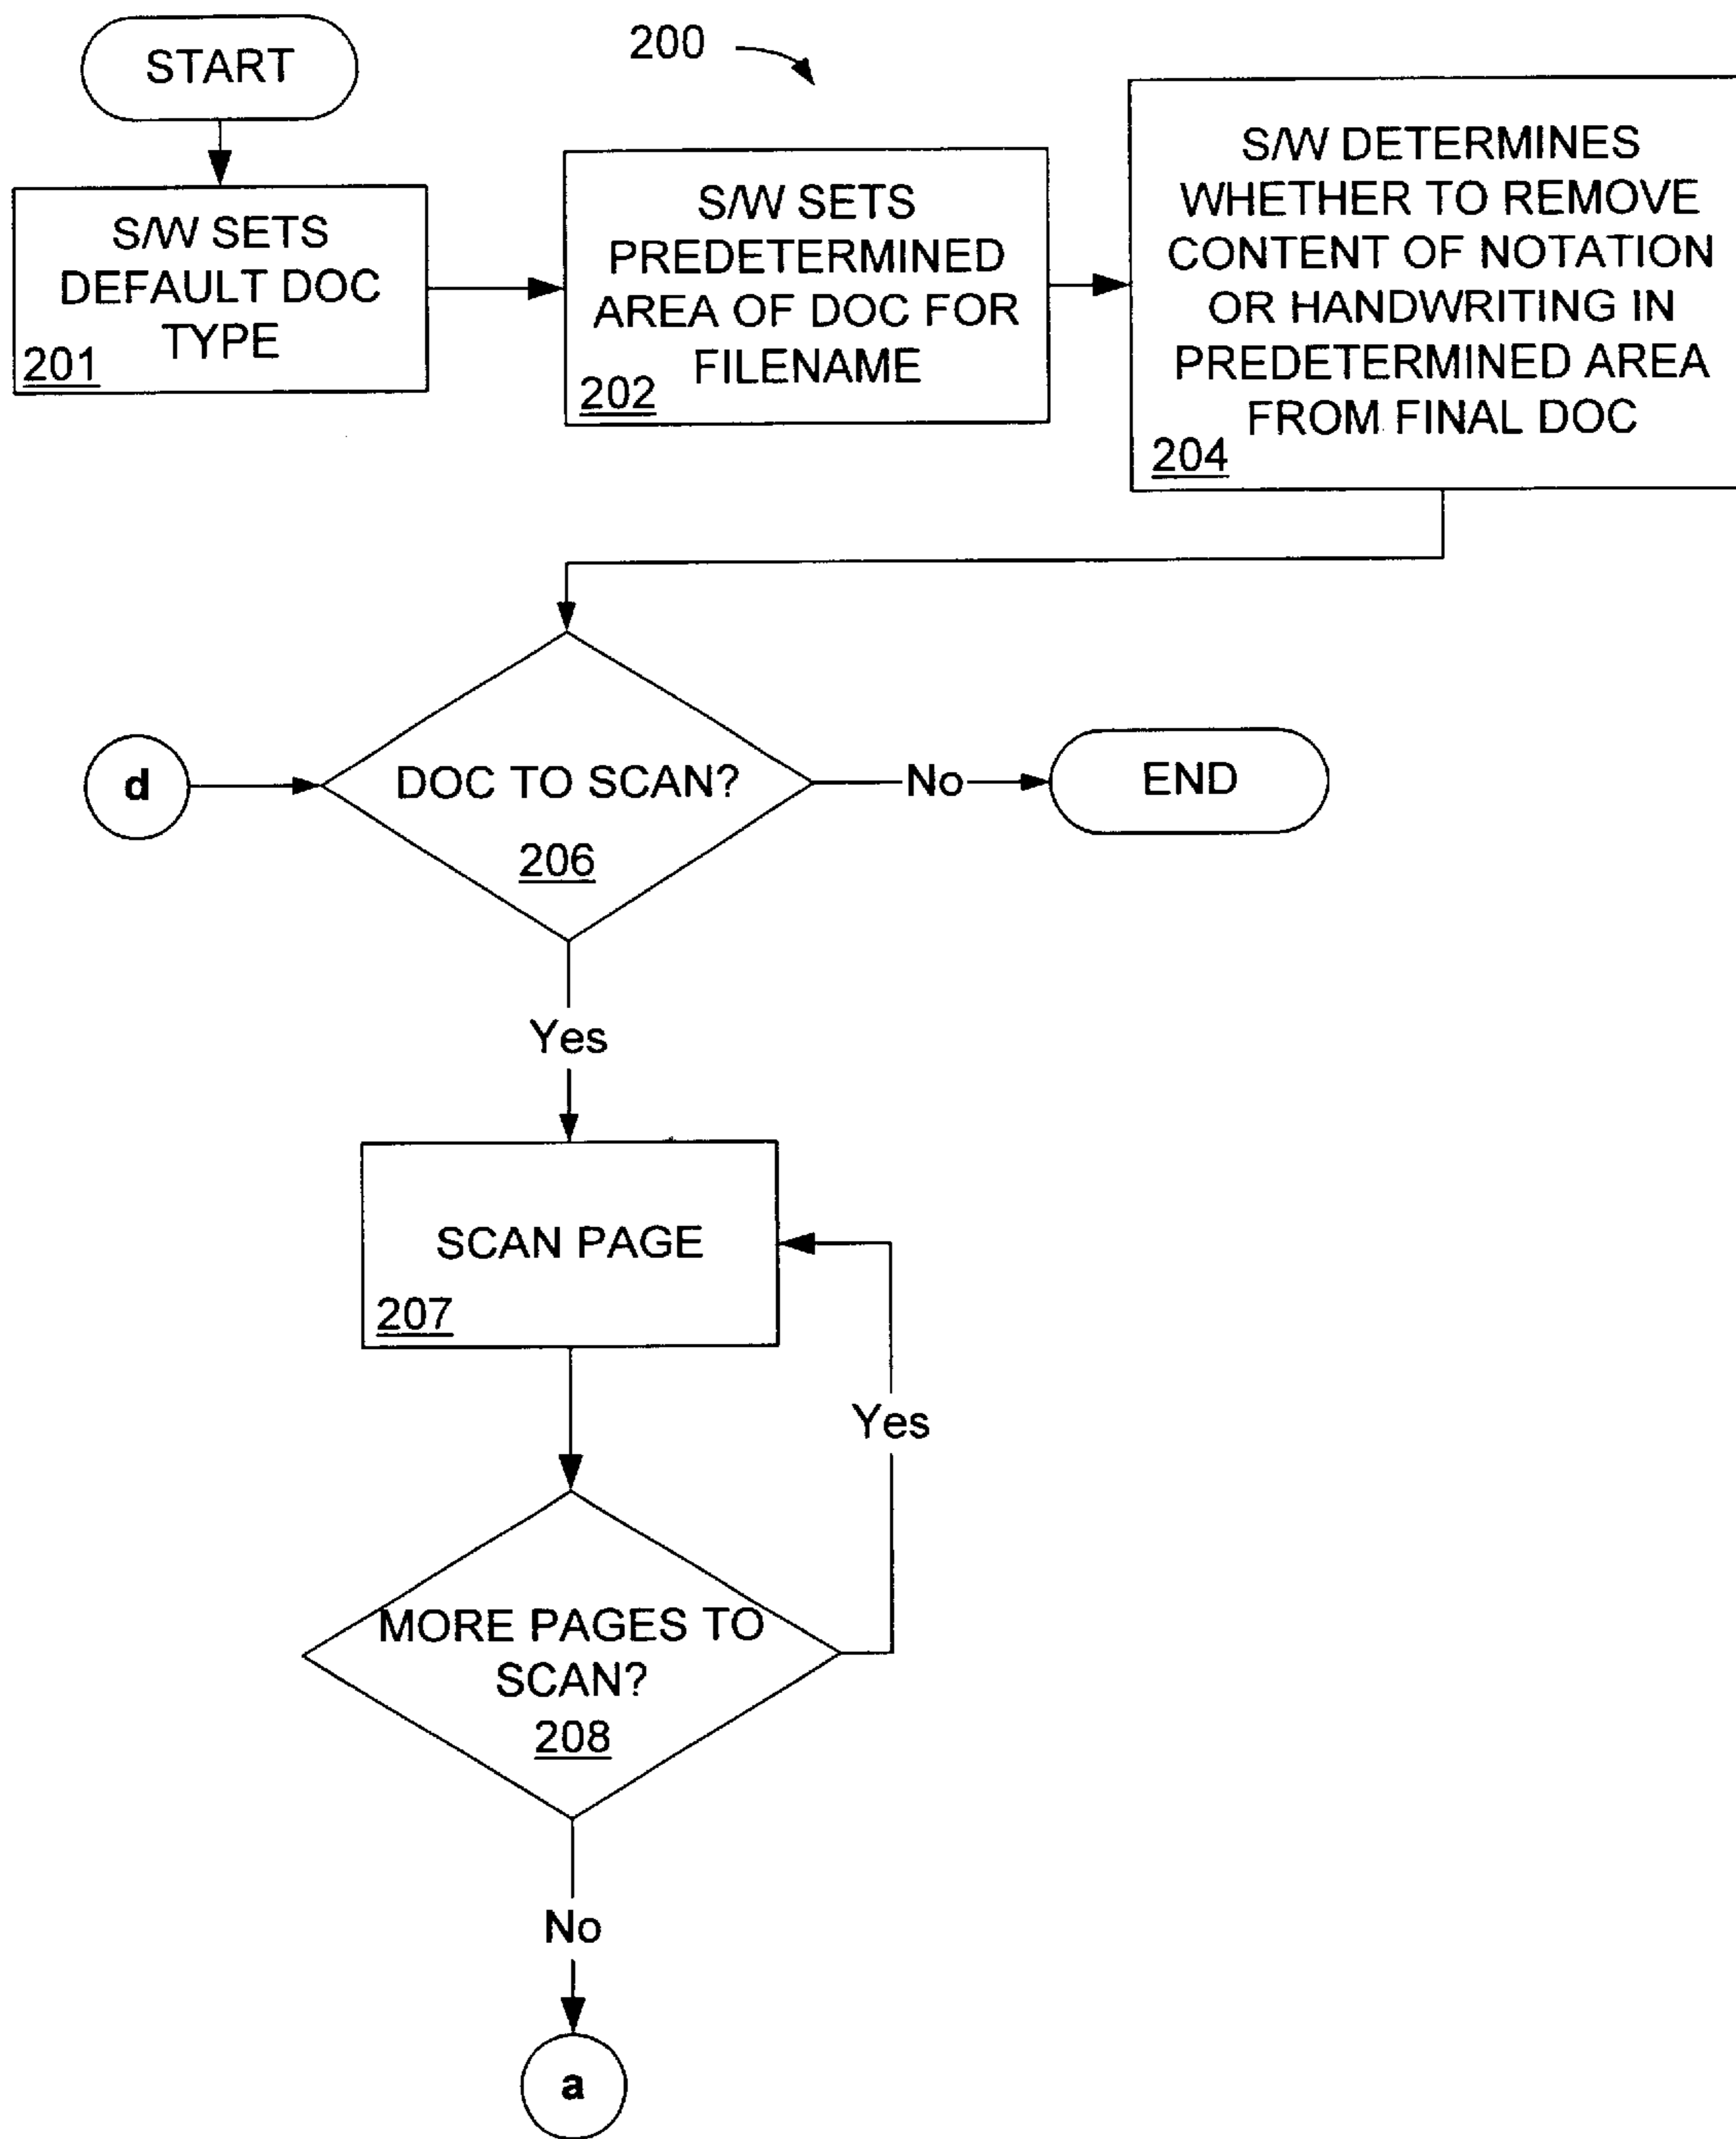 START
200
S/W SETS
DEFAULT DOC
TYPE
201
S/W SETS
PREDETERMINED
AREA OF DOC FOR
FILENAME
202
S/W DETERMINES
WHETHER TO REMOVE
CONTENT OF NOTATION
OR HANDWRITING IN
PREDETERMINED AREA
FROM FINAL DOC
204
d
DOC TO SCAN?
206
No
END
Yes
SCAN PAGE
207
Yes
MORE PAGES TO
SCAN?
208
No
a